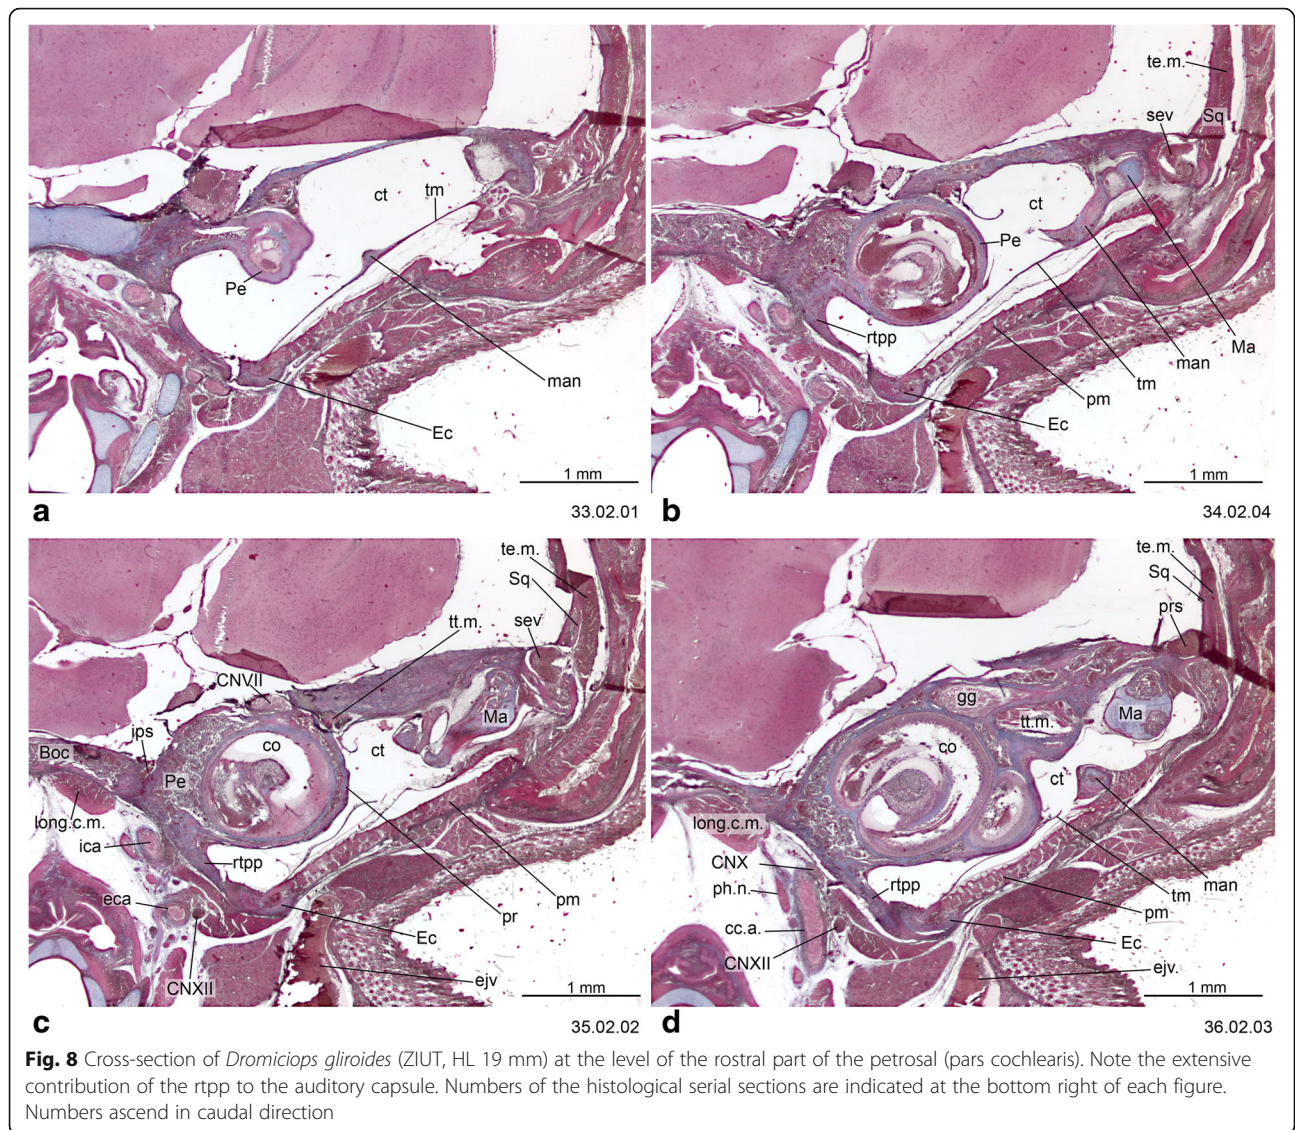 ct
tm
Pe
man
Ec
1 mm
a
33.02.01
te.m.
sev
Sq
ct
Pe
rtpp
Ma
man
tm
pm
Ec
1 mm
b
34.02.04
te.m.
Sq
sev
tt.m.
CNVII
ips
Boc
co
ct
Ma
Pe
long.c.m.
ica
rtpp
eca
pm
pr
Ec
CNXII
ejv
1 mm
c
35.02.02
te.m.
Sq
prs
gg
tt.m.
Ma
co
ct
long.c.m.
CNX
ph.n.
rtpp
man
tm
pm
cc.a.
Ec
CNXII
ejv.
1 mm
d
36.02.03
Fig. 8 Cross-section of Dromiciops gliroides (ZIUT, HL 19 mm) at the level of the rostral part of the petrosal (pars cochlearis). Note the extensive
contribution of the rtpp to the auditory capsule. Numbers of the histological serial sections are indicated at the bottom right of each figure.
Numbers ascend in caudal direction